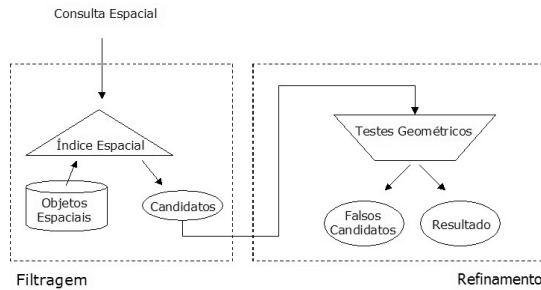 Consulta Espacial
Índice Espacial
Objetos
Espaciais
Candidatos
Filtragem
Testes Geométricos
Falsos
Candidatos
Resultado
Refinamento